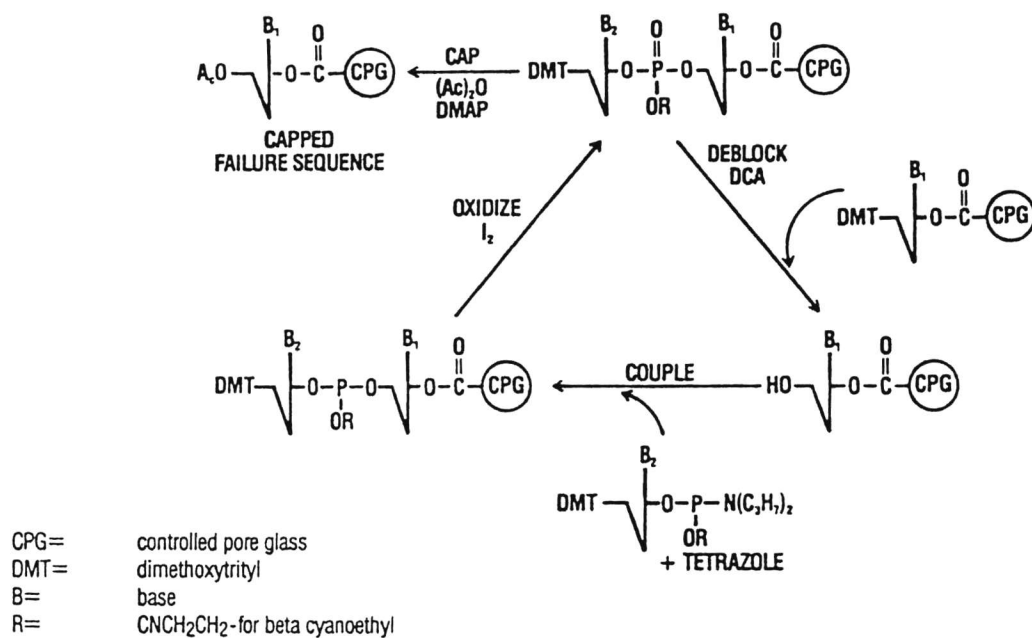 B₁ O
AcO O-C CPG
CAPPED
FAILURE SEQUENCE
CAP
(Ac)₂O
DMAP
B₂ O B₁ O
DMT O-P-O O-C CPG
OR
DEBLOCK
DCA
B₁ O
DMT O-C CPG
OXIDIZE
I₂
B₂ B₁ O
DMT O-P-O O-C CPG
OR
COUPLE
B₁ O
HO O-C CPG
B₂
DMT O-P-N(C₃H₇)₂
OR
+ TETRAZOLE
CPG= controlled pore glass
DMT= dimethoxytrityl
B= base
R= CNCH₂CH₂-for beta cyanoethyl